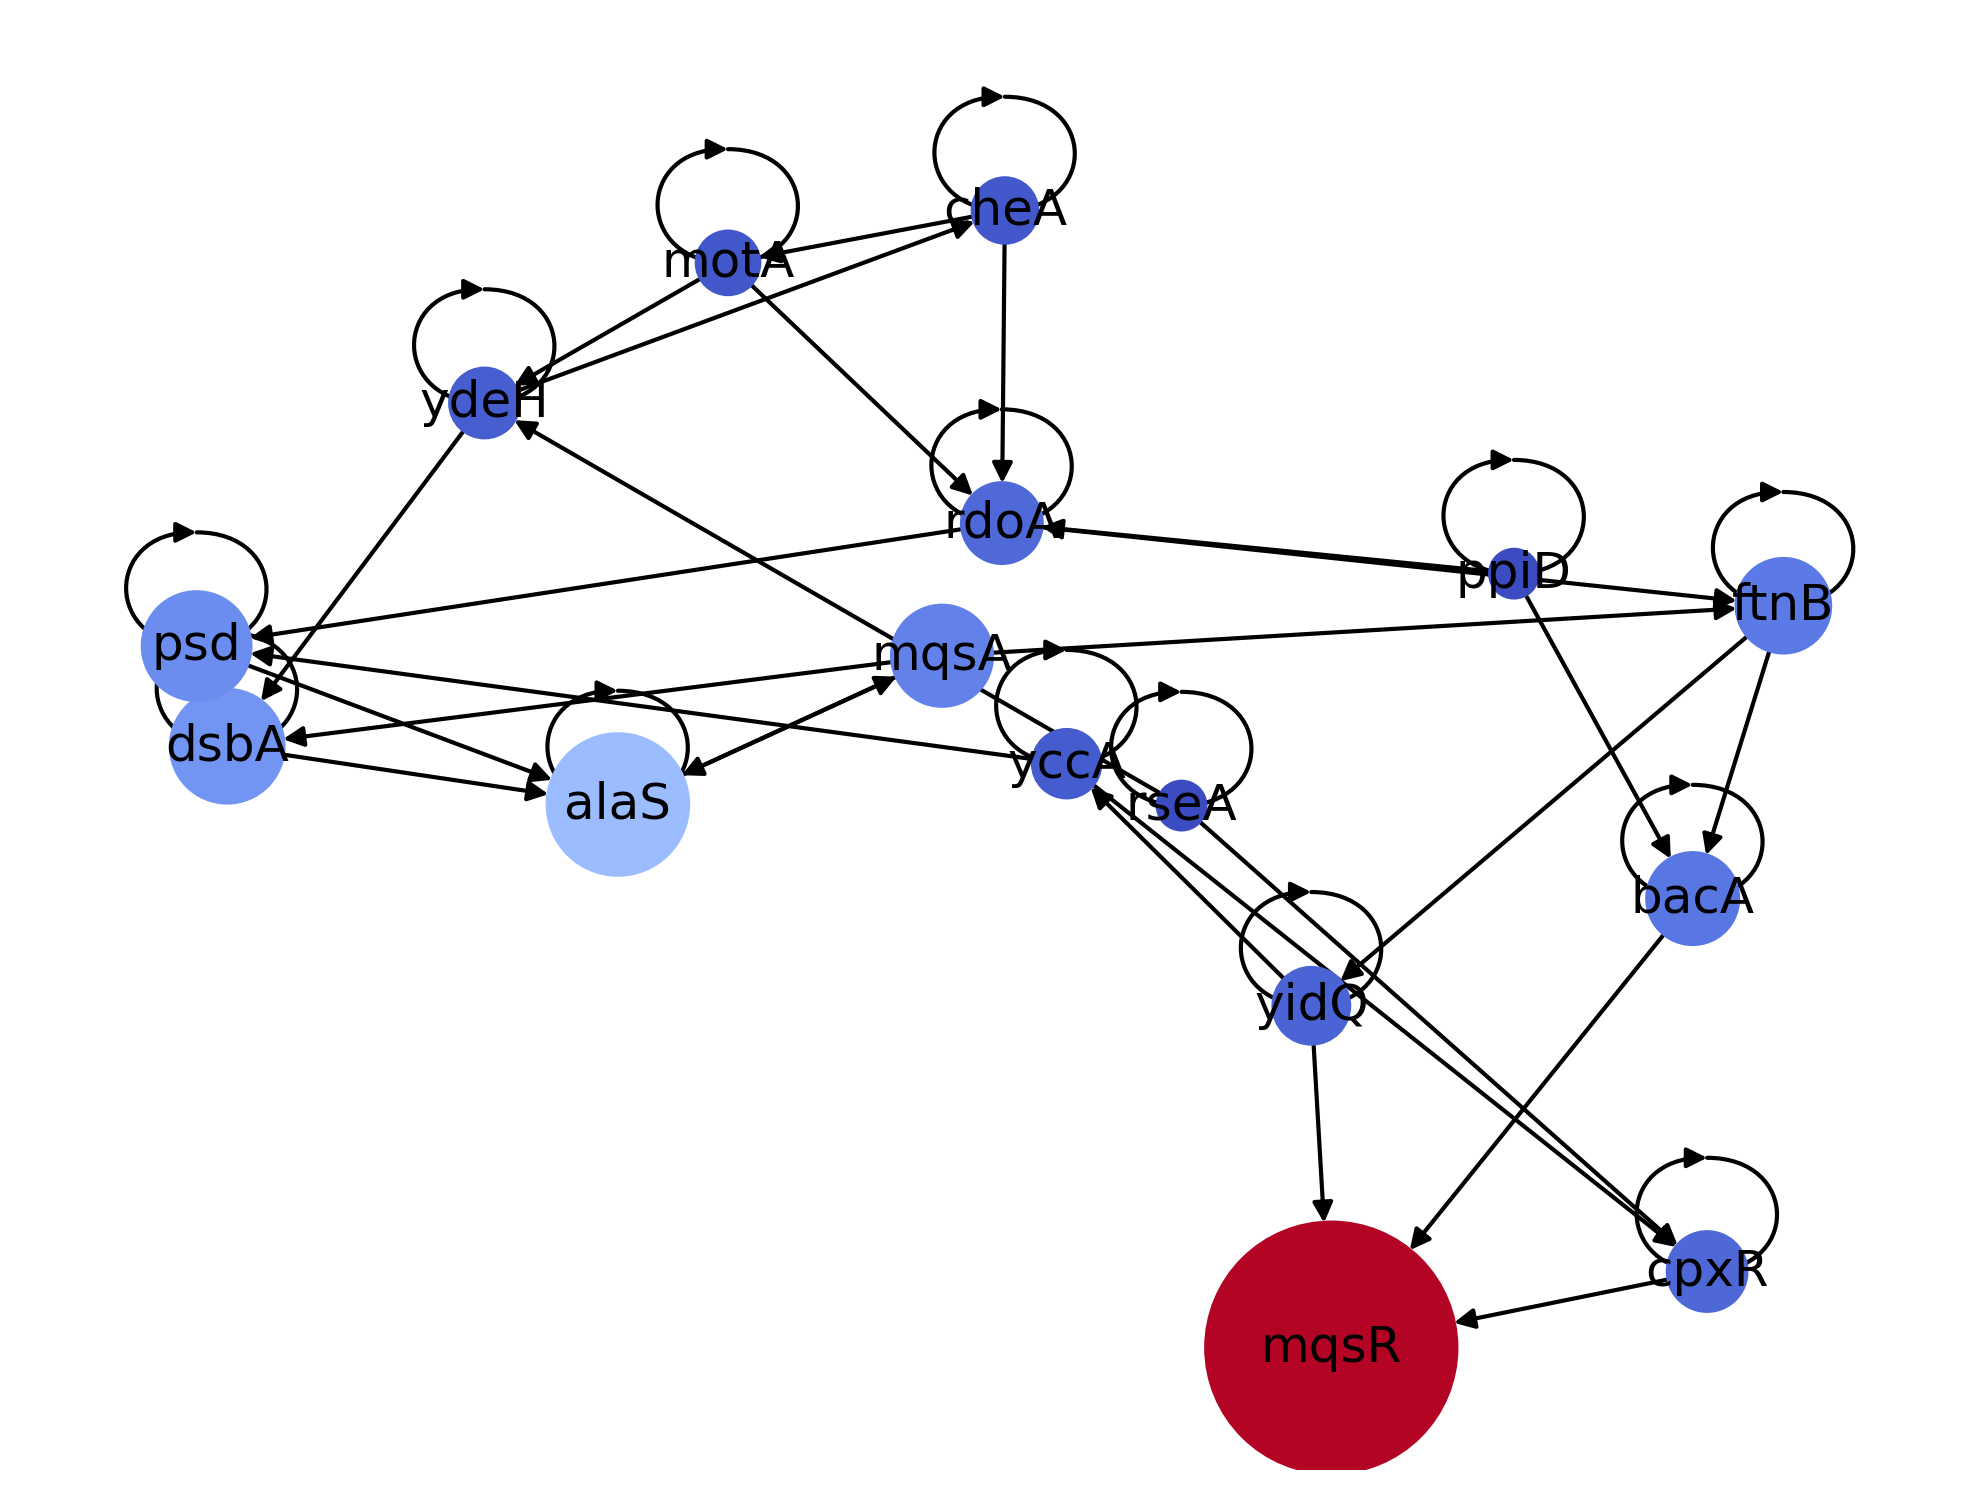 cheA
motA
ydeH
rdoA
ppiD
ftnB
psd
mqsA
dsbA
yccA
alaS
rseA
bacA
yidQ
cpxR
mqsR